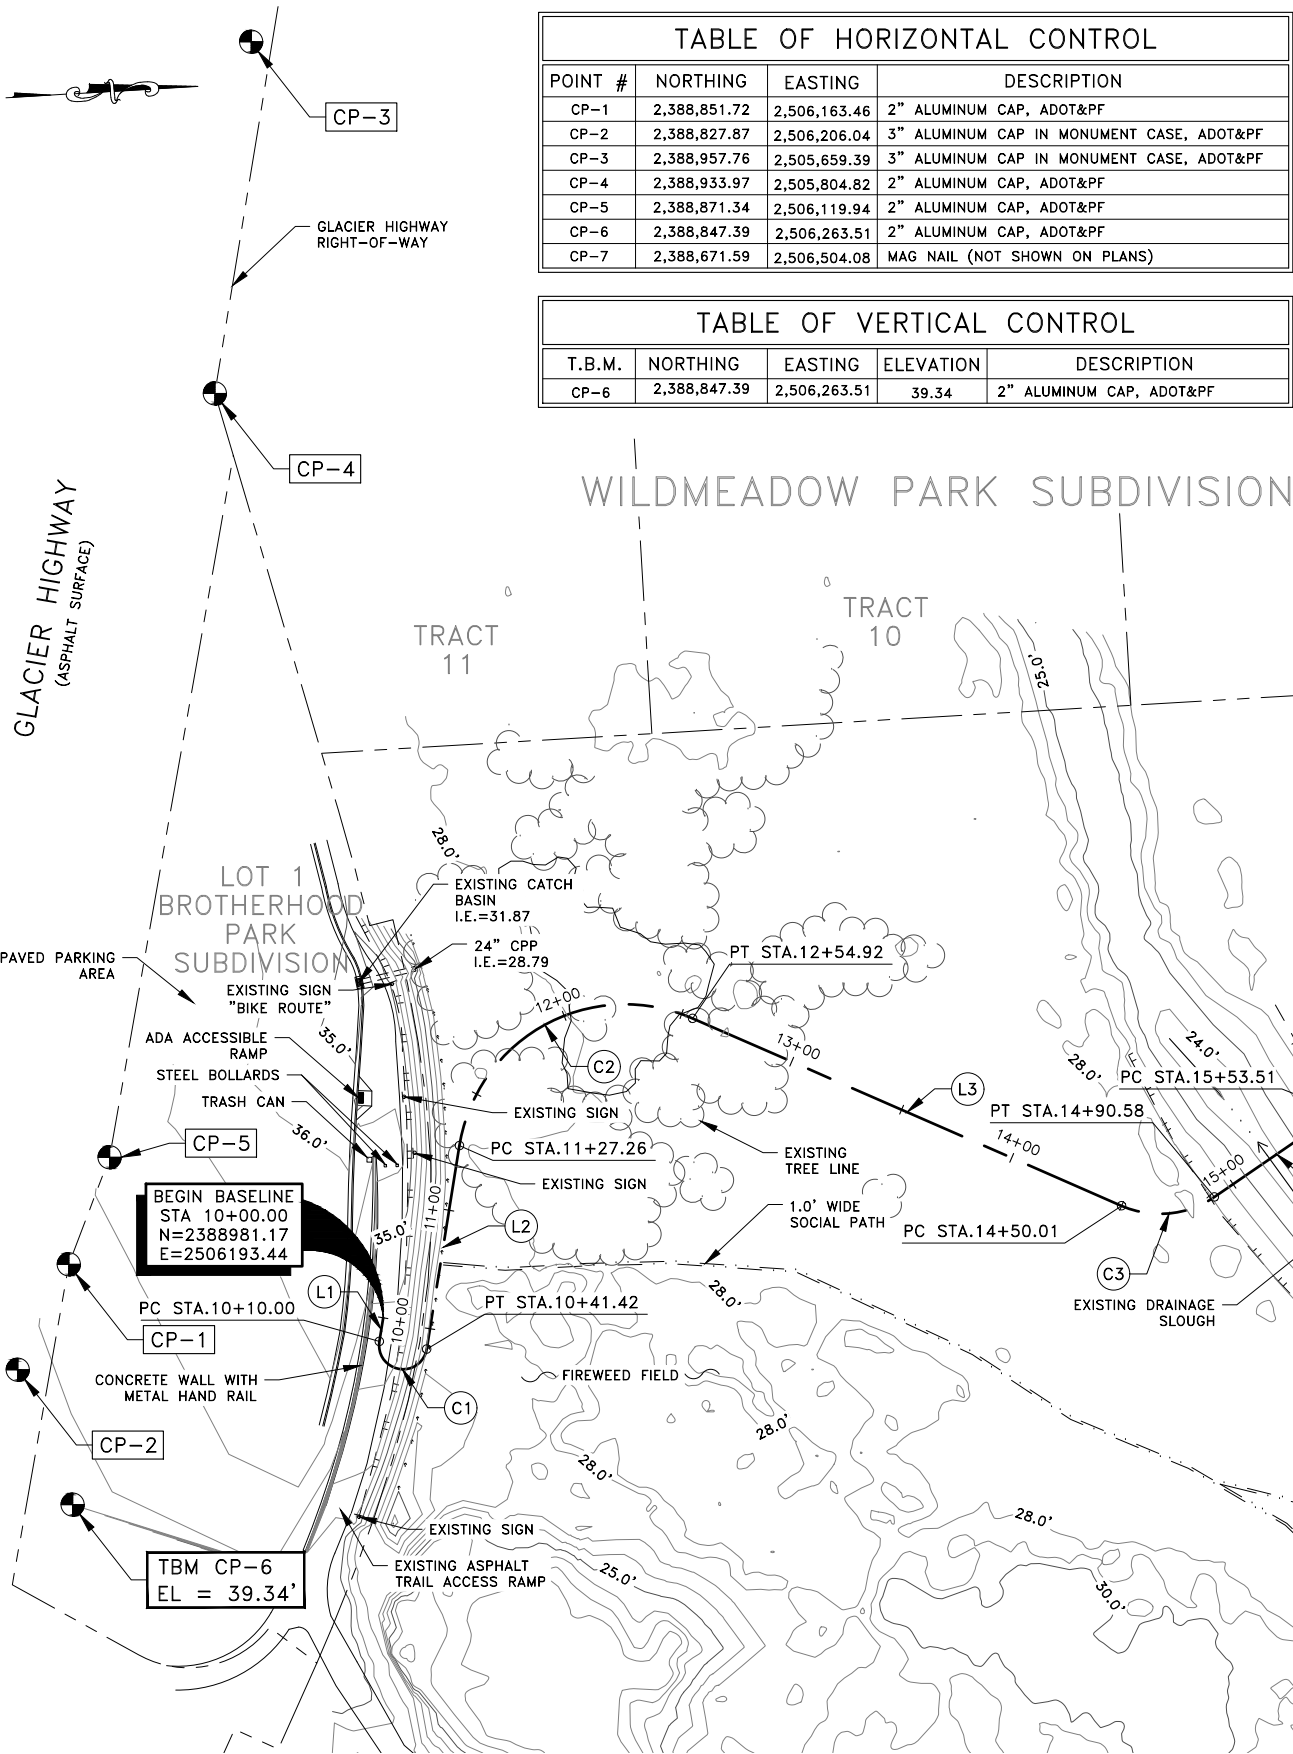 TABLE OF HORIZONTAL CONTROL
POINT # NORTHING EASTING DESCRIPTION
CP-1 2,388,851.72 2,506,163.46 2" ALUMINUM CAP, ADOT&PF
CP-2 2,388,827.87 2,506,206.04 3" ALUMINUM CAP IN MONUMENT CASE, ADOT&PF
CP-3 2,388,957.76 2,505,659.39 3" ALUMINUM CAP IN MONUMENT CASE, ADOT&PF
CP-4 2,388,933.97 2,505,804.82 2" ALUMINUM CAP, ADOT&PF
CP-5 2,388,871.34 2,506,119.94 2" ALUMINUM CAP, ADOT&PF
CP-6 2,388,847.39 2,506,263.51 2" ALUMINUM CAP, ADOT&PF
CP-7 2,388,671.59 2,506,504.08 MAG NAIL (NOT SHOWN ON PLANS)
TABLE OF VERTICAL CONTROL
T.B.M. NORTHING EASTING ELEVATION DESCRIPTION
CP-6 2,388,847.39 2,506,263.51 39.34 2" ALUMINUM CAP, ADOT&PF
CP-3
GLACIER HIGHWAY
RIGHT-OF-WAY
CP-4
GLACIER HIGHWAY
(ASPHALT SURFACE)
WILDMEADOW PARK SUBDIVISION
TRACT
11
TRACT
10
25.0'
28.0'
LOT 1
BROTHERHOOD
PARK
SUBDIVISION
EXISTING CATCH
BASIN
I.E.=31.87
24" CPP
I.E.=28.79
PAVED PARKING
AREA
EXISTING SIGN
"BIKE ROUTE"
PT STA.12+54.92
12+00
C2
13+00
35.0'
ADA ACCESSIBLE
RAMP
STEEL BOLLARDS
TRASH CAN
36.0'
EXISTING SIGN
L3
24.0'
28.0'
PC STA.15+53.51
PT STA.14+90.58
14+00
15+00
CP-5
PC STA.11+27.26
EXISTING SIGN
EXISTING
TREE LINE
BEGIN BASELINE
STA 10+00.00
N=2388981.17
E=2506193.44
11+00
35.0'
L2
1.0' WIDE
SOCIAL PATH
PC STA.14+50.01
C3
EXISTING DRAINAGE
SLOUGH
L1
PC STA.10+10.00
10+00
PT STA.10+41.42
28.0'
CP-1
CONCRETE WALL WITH
METAL HAND RAIL
C1
FIREWEED FIELD
28.0'
CP-2
28.0'
28.0'
EXISTING SIGN
EXISTING ASPHALT
TRAIL ACCESS RAMP
25.0'
30.0'
TBM CP-6
EL = 39.34'